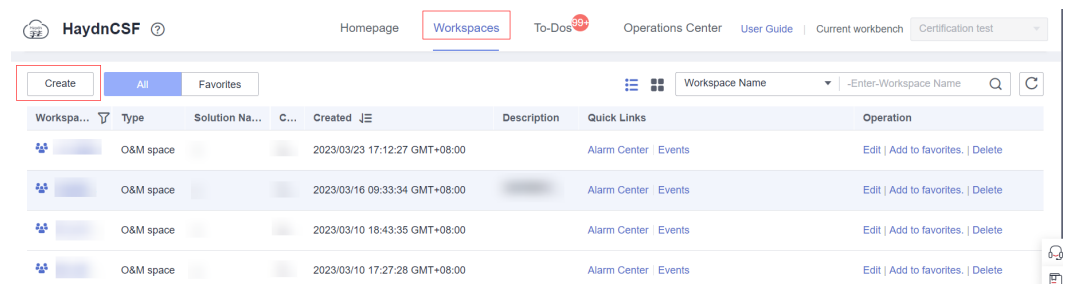 HaydnCSF ? Homepage Workspaces To-Dos 99+ Operations Center User Guide | Current workbench Certification test
Create All Favorites Workspace Name -Enter-Workspace Name
Workspa... Type Solution Na... C... Created Description Quick Links Operation
O&M space 2023/03/23 17:12:27 GMT+08:00 Alarm Center | Events Edit | Add to favorites. | Delete
O&M space 2023/03/16 09:33:34 GMT+08:00 Alarm Center | Events Edit | Add to favorites. | Delete
O&M space 2023/03/10 18:43:35 GMT+08:00 Alarm Center | Events Edit | Add to favorites. | Delete
O&M space 2023/03/10 17:27:28 GMT+08:00 Alarm Center | Events Edit | Add to favorites. | Delete